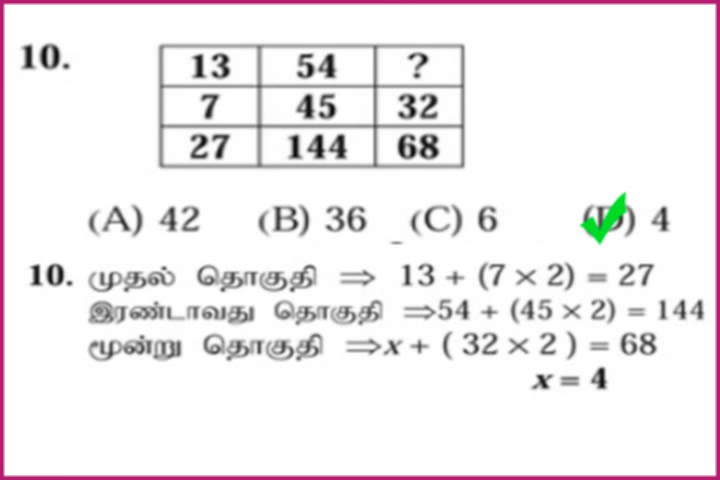 10.
13 54 ?
7 45 32
27 144 68
(A) 42 (B) 36 (C) 6 (D) 4
10. முதல் தொகுதி ⇒ 13 + (7 × 2) = 27
இரண்டாவது தொகுதி ⇒54 + (45 × 2) = 144
மூன்று தொகுதி ⇒x + ( 32 × 2 ) = 68
x = 4